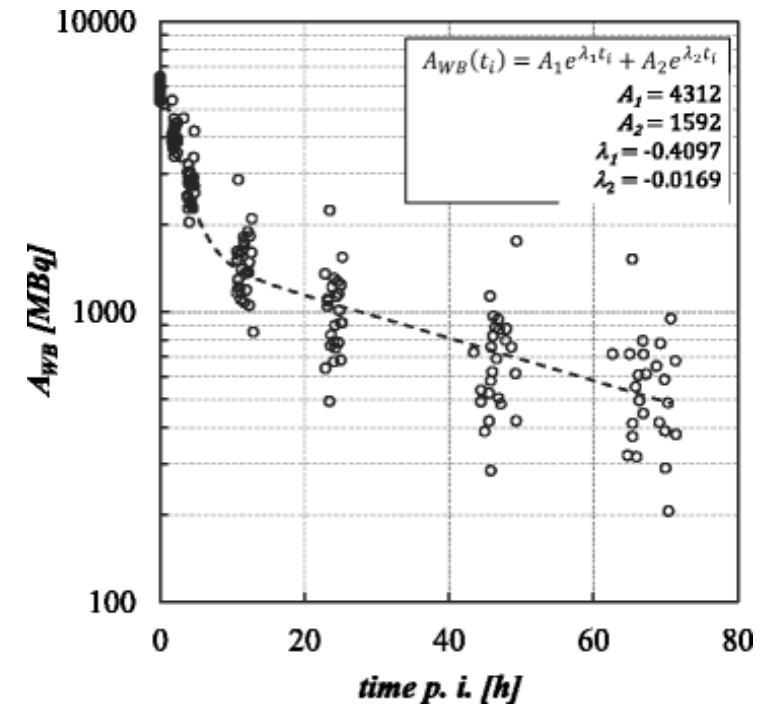 10000
A_WB(t_i) = A_1e^{λ_1t_i} + A_2e^{λ_2t_i}
A_1 = 4312
A_2 = 1592
λ_1 = -0.4097
λ_2 = -0.0169
A_WB [MBq]
1000
100
0 20 40 60 80
time p. i. [h]